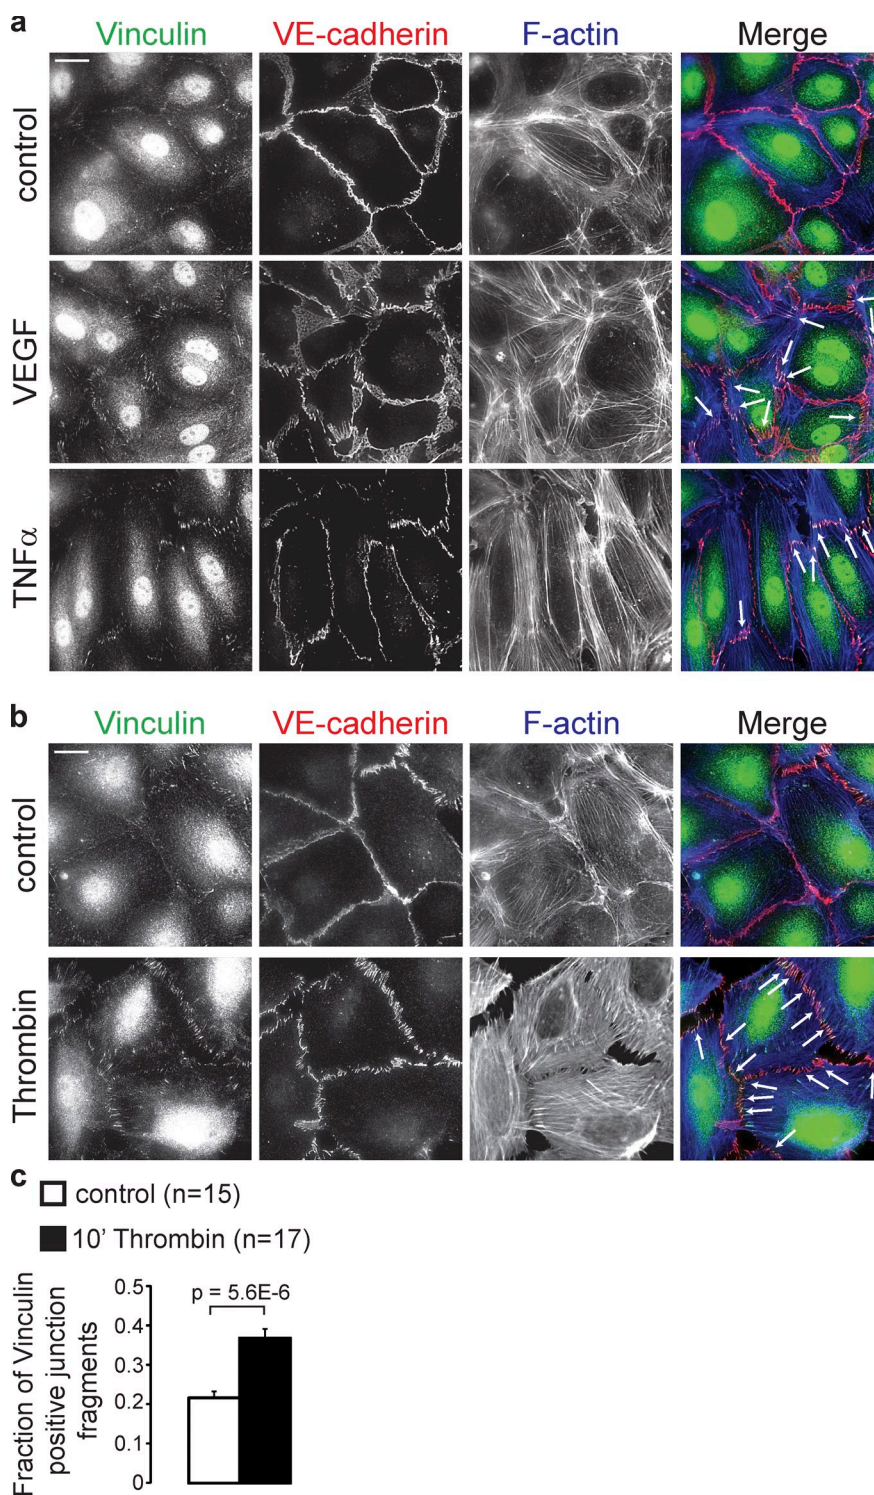 a
Vinculin VE-cadherin F-actin Merge
control
VEGF
TNFα
b
Vinculin VE-cadherin F-actin Merge
control
Thrombin
c
control (n=15)
10' Thrombin (n=17)
Fraction of Vinculin
positive junction
fragments
0.5
0.4
0.3
0.2
0.1
0
p = 5.6E-6